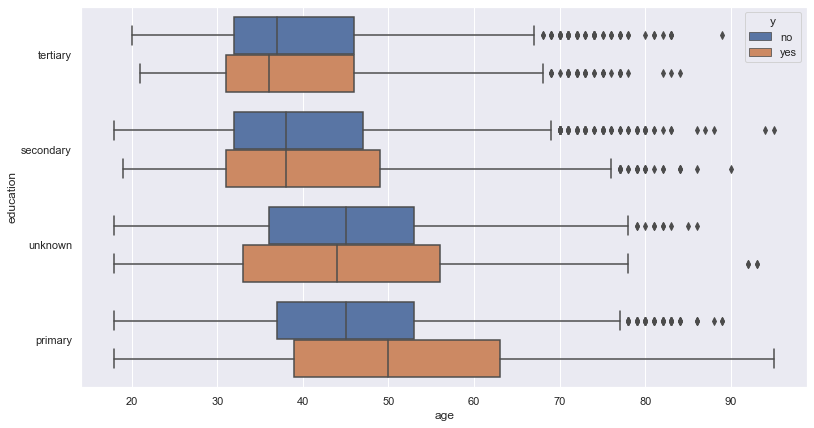 y
no
yes
tertiary
secondary
unknown
primary
education
20 30 40 50 60 70 80 90
age